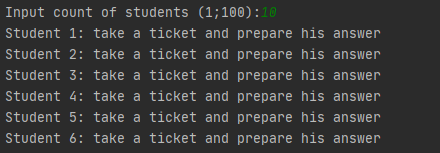 Input count of students (1;100):10
Student 1: take a ticket and prepare his answer
Student 2: take a ticket and prepare his answer
Student 3: take a ticket and prepare his answer
Student 4: take a ticket and prepare his answer
Student 5: take a ticket and prepare his answer
Student 6: take a ticket and prepare his answer